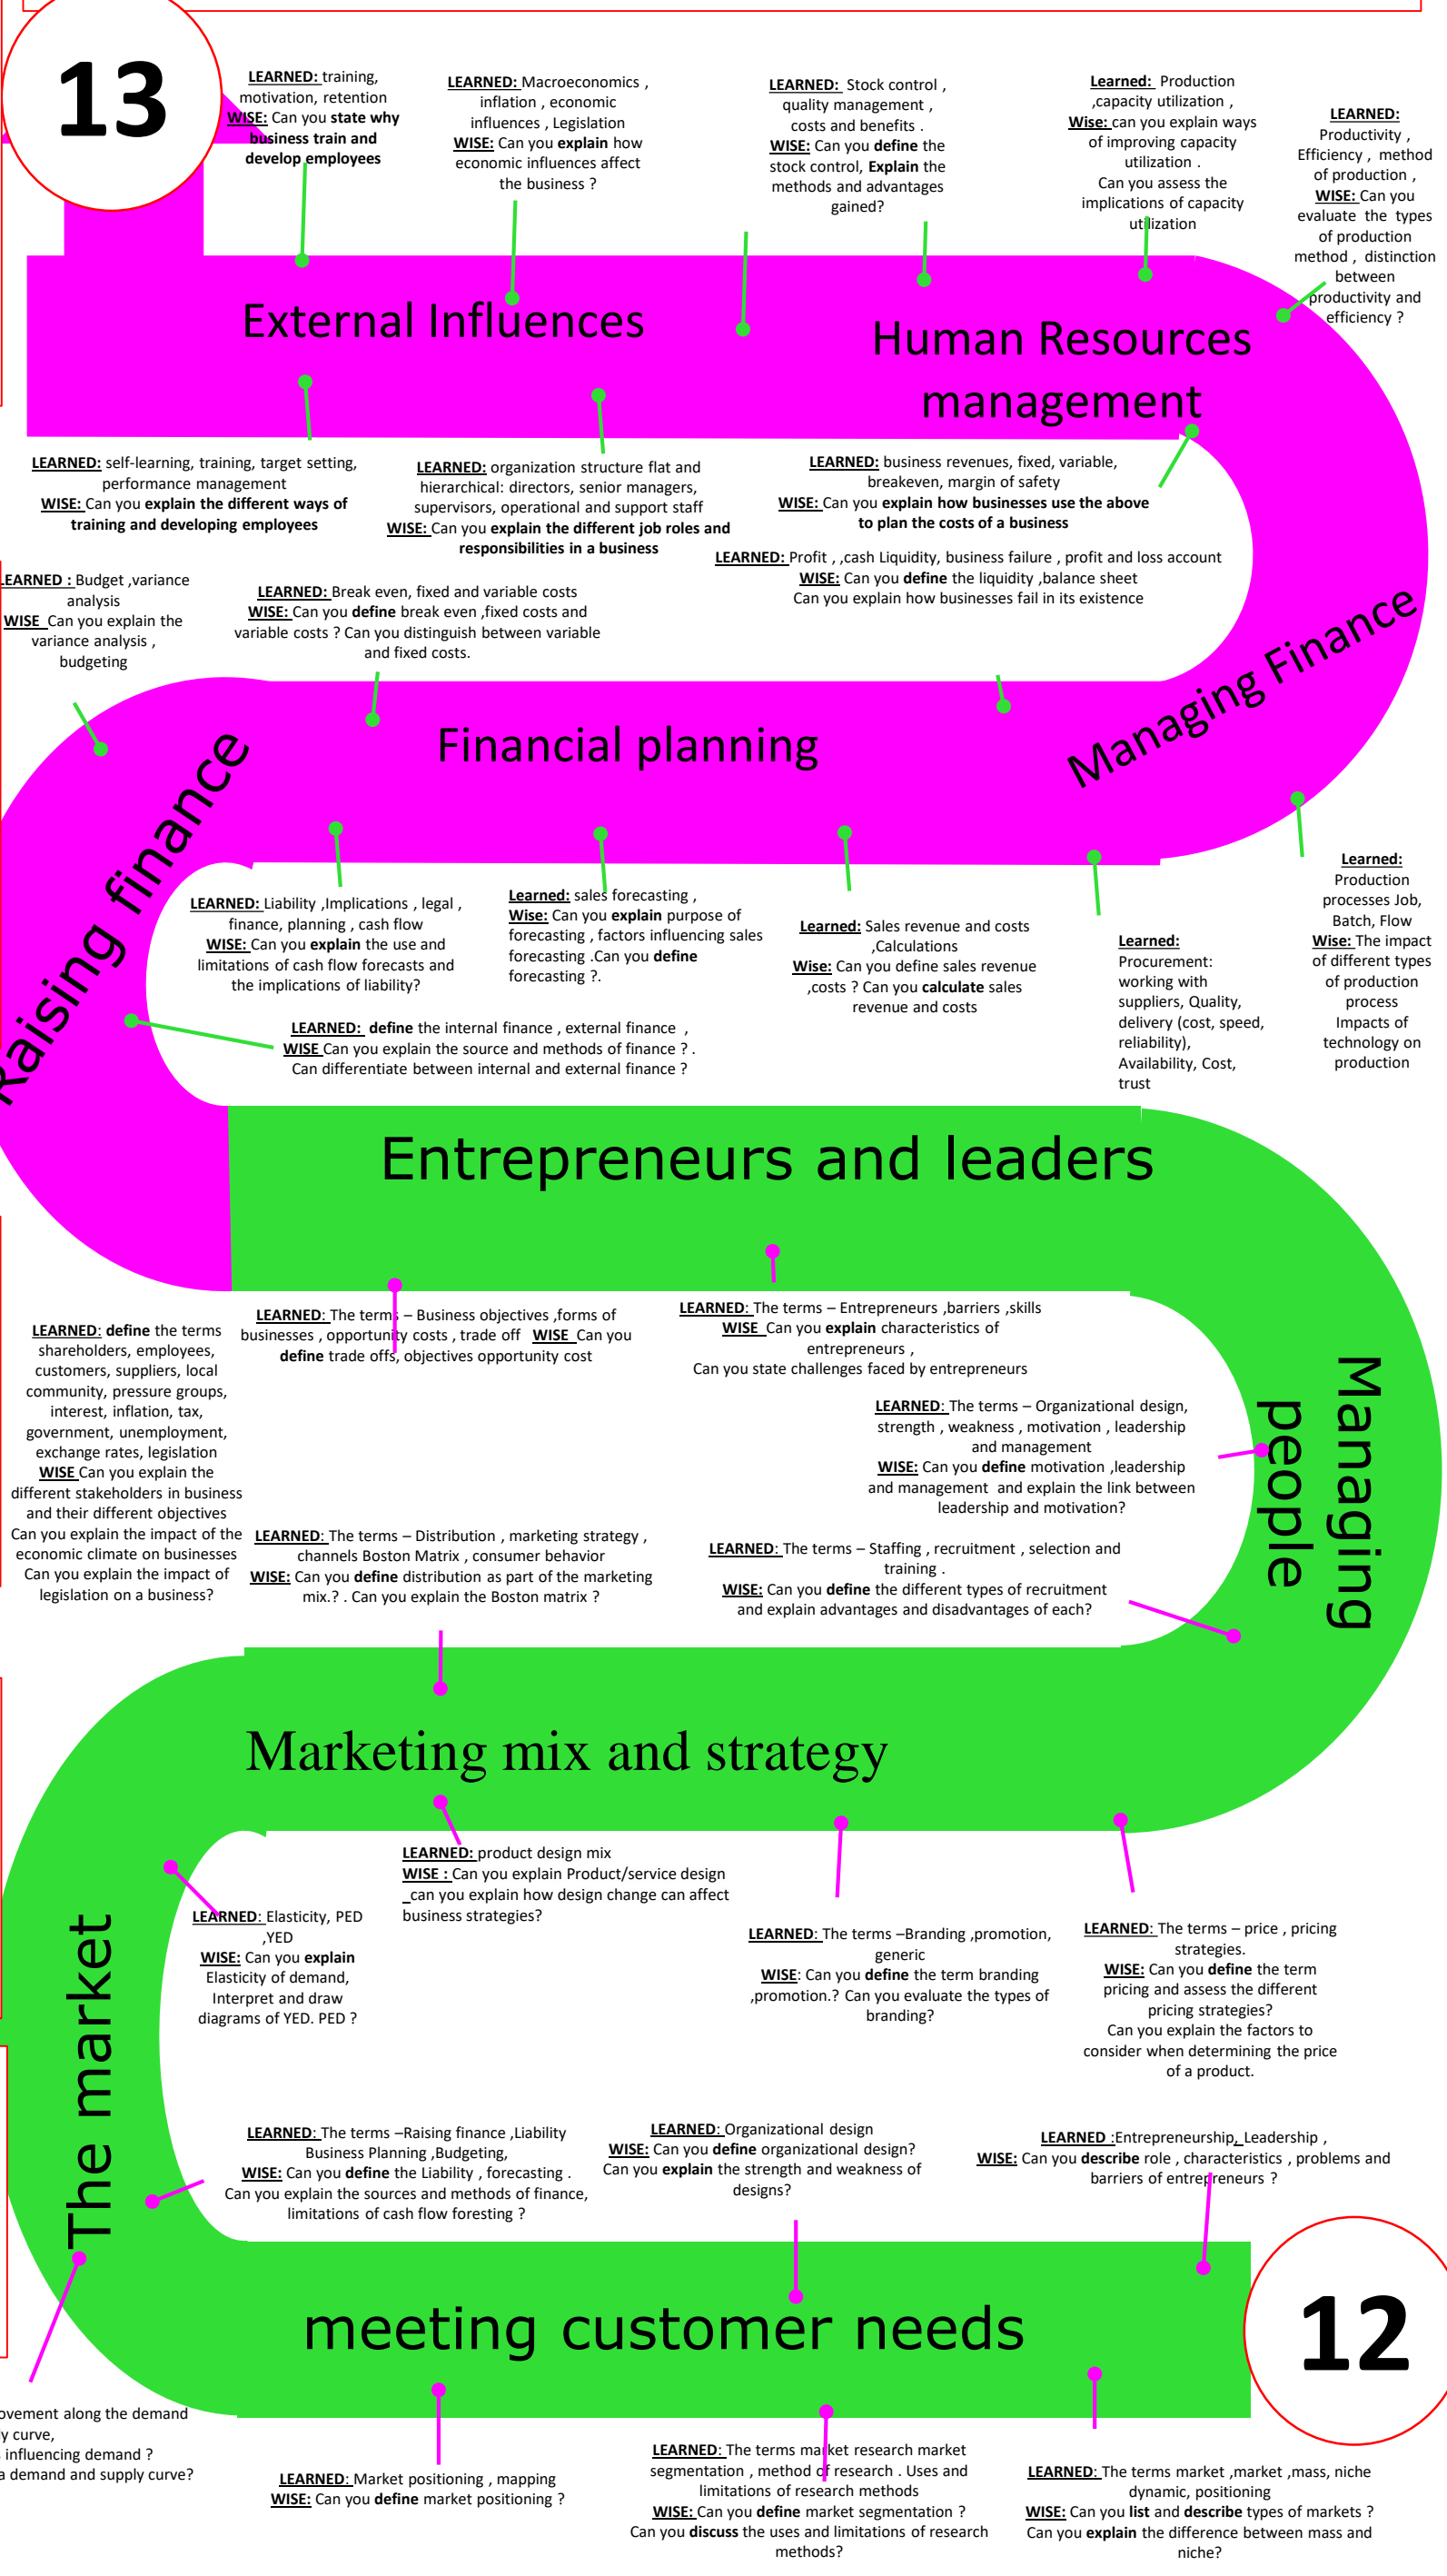 13
LEARNED: training,
motivation, retention
WISE: Can you state why
business train and
develop employees
LEARNED: Macroeconomics ,
inflation , economic
influences , Legislation
WISE: Can you explain how
economic influences affect
the business ?
LEARNED: Stock control ,
quality management ,
costs and benefits .
WISE: Can you define the
stock control, Explain the
methods and advantages
gained?
Learned: Production
,capacity utilization ,
Wise: can you explain ways
of improving capacity
utilization .
Can you assess the
implications of capacity
utilization
LEARNED:
Productivity ,
Efficiency , method
of production ,
WISE: Can you
evaluate the types
of production
method , distinction
between
productivity and
efficiency ?
External Influences
Human Resources
management
LEARNED: self-learning, training, target setting,
performance management
WISE: Can you explain the different ways of
training and developing employees
LEARNED: organization structure flat and
hierarchical: directors, senior managers,
supervisors, operational and support staff
WISE: Can you explain the different job roles and
responsibilities in a business
LEARNED: business revenues, fixed, variable,
breakeven, margin of safety
WISE: Can you explain how businesses use the above
to plan the costs of a business
LEARNED: Profit , ,cash Liquidity, business failure , profit and loss account
WISE: Can you define the liquidity ,balance sheet
Can you explain how businesses fail in its existence
LEARNED : Budget ,variance
analysis
WISE Can you explain the
variance analysis ,
budgeting
LEARNED: Break even, fixed and variable costs
WISE: Can you define break even ,fixed costs and
variable costs ? Can you distinguish between variable
and fixed costs.
Managing Finance
Financial planning
Raising finance
LEARNED: Liability ,Implications , legal ,
finance, planning , cash flow
WISE: Can you explain the use and
limitations of cash flow forecasts and
the implications of liability?
Learned: sales forecasting ,
Wise: Can you explain purpose of
forecasting , factors influencing sales
forecasting .Can you define
forecasting ?.
Learned: Sales revenue and costs
,Calculations
Wise: Can you define sales revenue
,costs ? Can you calculate sales
revenue and costs
Learned:
Procurement:
working with
suppliers, Quality,
delivery (cost, speed,
reliability),
Availability, Cost,
trust
Learned:
Production
processes Job,
Batch, Flow
Wise: The impact
of different types
of production
process
Impacts of
technology on
production
LEARNED: define the internal finance , external finance ,
WISE Can you explain the source and methods of finance ? .
Can differentiate between internal and external finance ?
Entrepreneurs and leaders
LEARNED: define the terms
shareholders, employees,
customers, suppliers, local
community, pressure groups,
interest, inflation, tax,
government, unemployment,
exchange rates, legislation
WISE Can you explain the
different stakeholders in business
and their different objectives
Can you explain the impact of the
economic climate on businesses
Can you explain the impact of
legislation on a business?
LEARNED: The terms – Business objectives ,forms of
businesses , opportunity costs , trade off WISE Can you
define trade offs, objectives opportunity cost
LEARNED: The terms – Entrepreneurs ,barriers ,skills
WISE Can you explain characteristics of
entrepreneurs ,
Can you state challenges faced by entrepreneurs
LEARNED: The terms – Organizational design,
strength , weakness , motivation , leadership
and management
WISE: Can you define motivation ,leadership
and management and explain the link between
leadership and motivation?
Managing
people
LEARNED: The terms – Distribution , marketing strategy ,
channels Boston Matrix , consumer behavior
WISE: Can you define distribution as part of the marketing
mix.? . Can you explain the Boston matrix ?
LEARNED: The terms – Staffing , recruitment , selection and
training .
WISE: Can you define the different types of recruitment
and explain advantages and disadvantages of each?
Marketing mix and strategy
LEARNED: product design mix
WISE : Can you explain Product/service design
_can you explain how design change can affect
business strategies?
LEARNED: Elasticity, PED
,YED
WISE: Can you explain
Elasticity of demand,
Interpret and draw
diagrams of YED. PED ?
LEARNED: The terms –Branding ,promotion,
generic
WISE: Can you define the term branding
,promotion.? Can you evaluate the types of
branding?
LEARNED: The terms – price , pricing
strategies.
WISE: Can you define the term
pricing and assess the different
pricing strategies?
Can you explain the factors to
consider when determining the price
of a product.
The market
LEARNED: The terms –Raising finance ,Liability
Business Planning ,Budgeting,
WISE: Can you define the Liability , forecasting .
Can you explain the sources and methods of finance,
limitations of cash flow foresting ?
LEARNED: Organizational design
WISE: Can you define organizational design?
Can you explain the strength and weakness of
designs?
LEARNED :Entrepreneurship,_Leadership ,
WISE: Can you describe role , characteristics , problems and
barriers of entrepreneurs ?
meeting customer needs
12
along the demand
curve,
influencing demand ?
a demand and supply curve?
LEARNED: Market positioning , mapping
WISE: Can you define market positioning ?
LEARNED: The terms market research market
segmentation , method of research . Uses and
limitations of research methods
WISE: Can you define market segmentation ?
Can you discuss the uses and limitations of research
methods?
LEARNED: The terms market ,market ,mass, niche
dynamic, positioning
WISE: Can you list and describe types of markets ?
Can you explain the difference between mass and
niche?